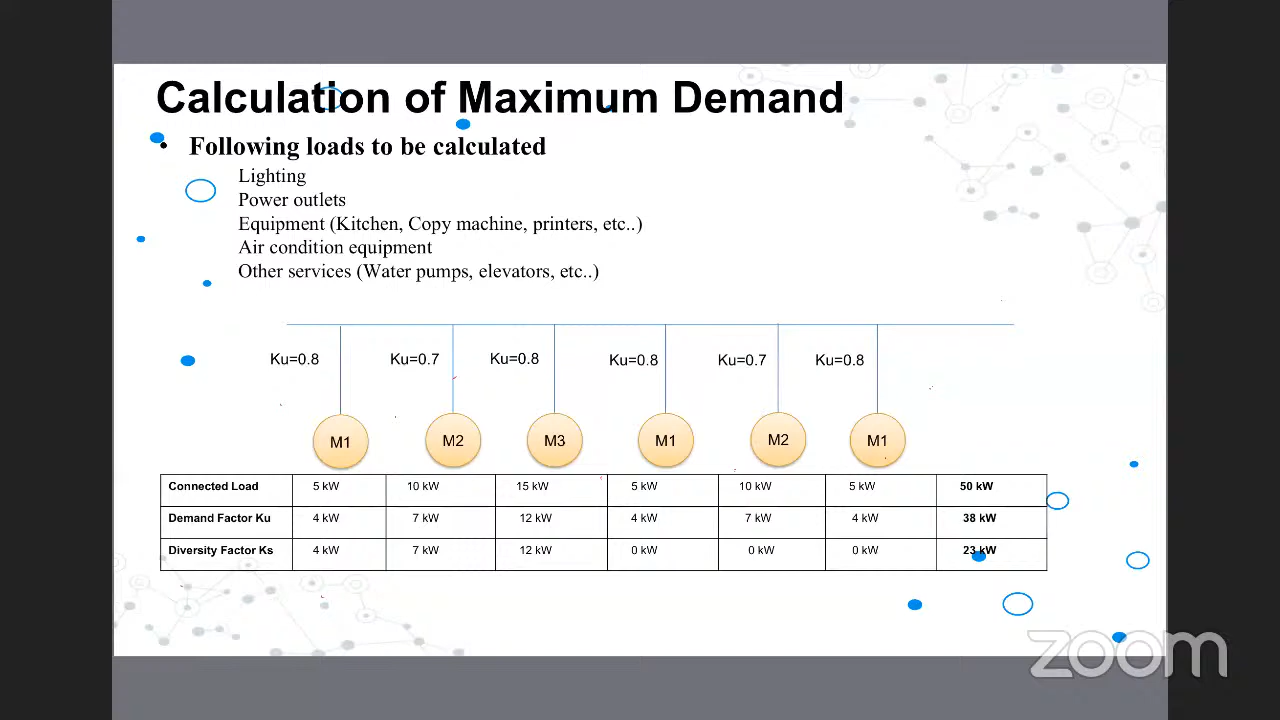 Calculation of Maximum Demand
• Following loads to be calculated
Lighting
Power outlets
Equipment (Kitchen, Copy machine, printers, etc..)
Air condition equipment
Other services (Water pumps, elevators, etc..)
Ku=0.8 Ku=0.7 Ku=0.8 Ku=0.8 Ku=0.7 Ku=0.8
M1 M2 M3 M1 M2 M1
Connected Load 5 kW 10 kW 15 kW 5 kW 10 kW 5 kW 50 kW
Demand Factor Ku 4 kW 7 kW 12 kW 4 kW 7 kW 4 kW 38 kW
Diversity Factor Ks 4 kW 7 kW 12 kW 0 kW 0 kW 0 kW 23 kW
zoom